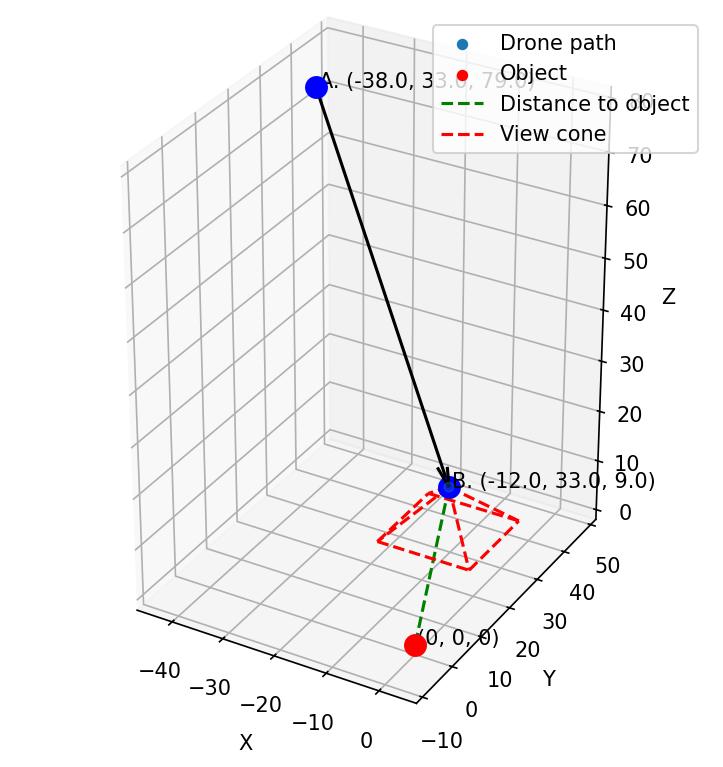 Drone path
Object
Distance to object
View cone
A. (-38.0, 33.0, 79.0)
B. (-12.0, 33.0, 9.0)
(0, 0, 0)
80
70
60
50
40
30
20
10
0
Z
50
40
30
20
10
0
−10
Y
−40
−30
−20
−10
0
X